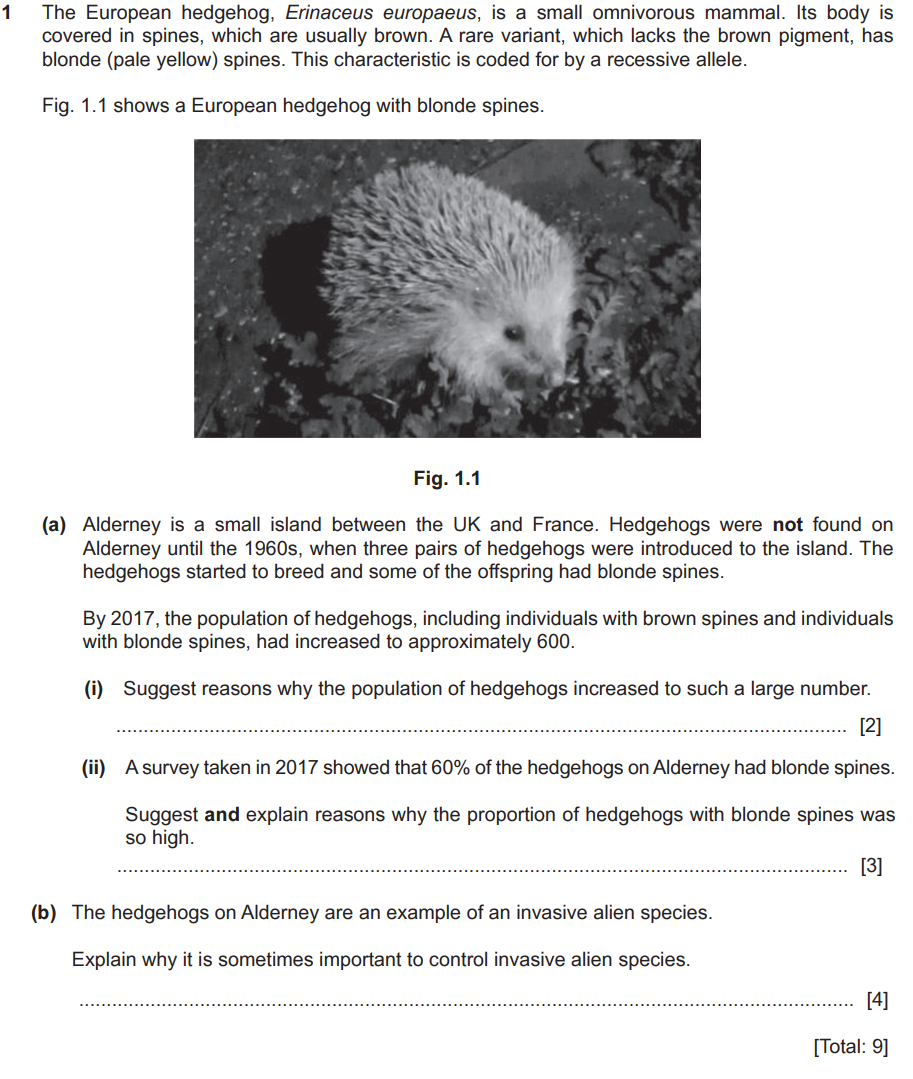 1 The European hedgehog, Erinaceus europaeus, is a small omnivorous mammal. Its body is
covered in spines, which are usually brown. A rare variant, which lacks the brown pigment, has
blonde (pale yellow) spines. This characteristic is coded for by a recessive allele.
Fig. 1.1 shows a European hedgehog with blonde spines.
Fig. 1.1
(a) Alderney is a small island between the UK and France. Hedgehogs were not found on
Alderney until the 1960s, when three pairs of hedgehogs were introduced to the island. The
hedgehogs started to breed and some of the offspring had blonde spines.
By 2017, the population of hedgehogs, including individuals with brown spines and individuals
with blonde spines, had increased to approximately 600.
(i) Suggest reasons why the population of hedgehogs increased to such a large number.
[2]
(ii) A survey taken in 2017 showed that 60% of the hedgehogs on Alderney had blonde spines.
Suggest and explain reasons why the proportion of hedgehogs with blonde spines was
so high.
[3]
(b) The hedgehogs on Alderney are an example of an invasive alien species.
Explain why it is sometimes important to control invasive alien species.
[4]
[Total: 9]